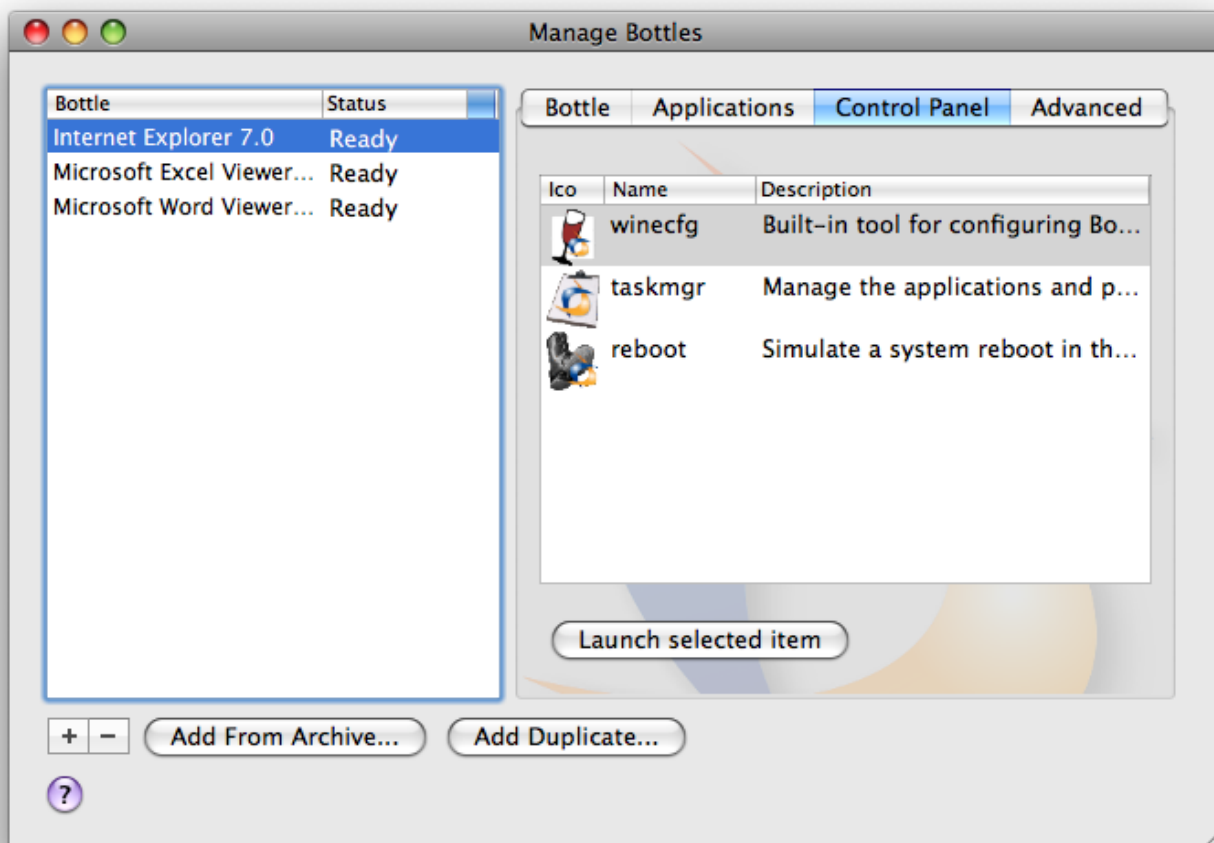 Manage Bottles
Bottle Status
Internet Explorer 7.0 Ready
Microsoft Excel Viewer... Ready
Microsoft Word Viewer... Ready
Bottle Applications Control Panel Advanced
Ico Name Description
winecfg Built-in tool for configuring Bo...
taskmgr Manage the applications and p...
reboot Simulate a system reboot in th...
Launch selected item
+ − Add From Archive... Add Duplicate...
?